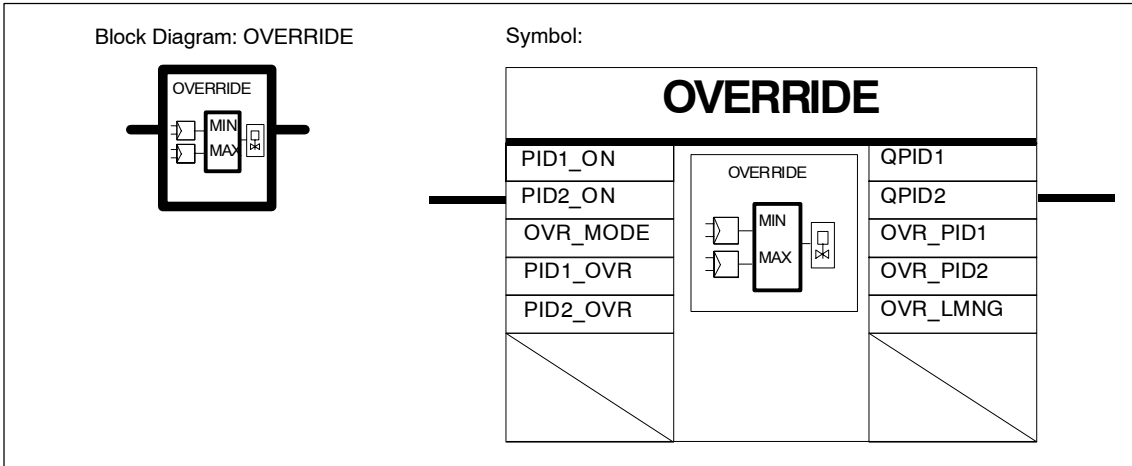 Block Diagram: OVERRIDE
Symbol:
OVERRIDE
MIN
MAX
OVERRIDE
PID1_ON
PID2_ON
OVR_MODE
PID1_OVR
PID2_OVR
OVERRIDE
MIN
MAX
QPID1
QPID2
OVR_PID1
OVR_PID2
OVR_LMNG